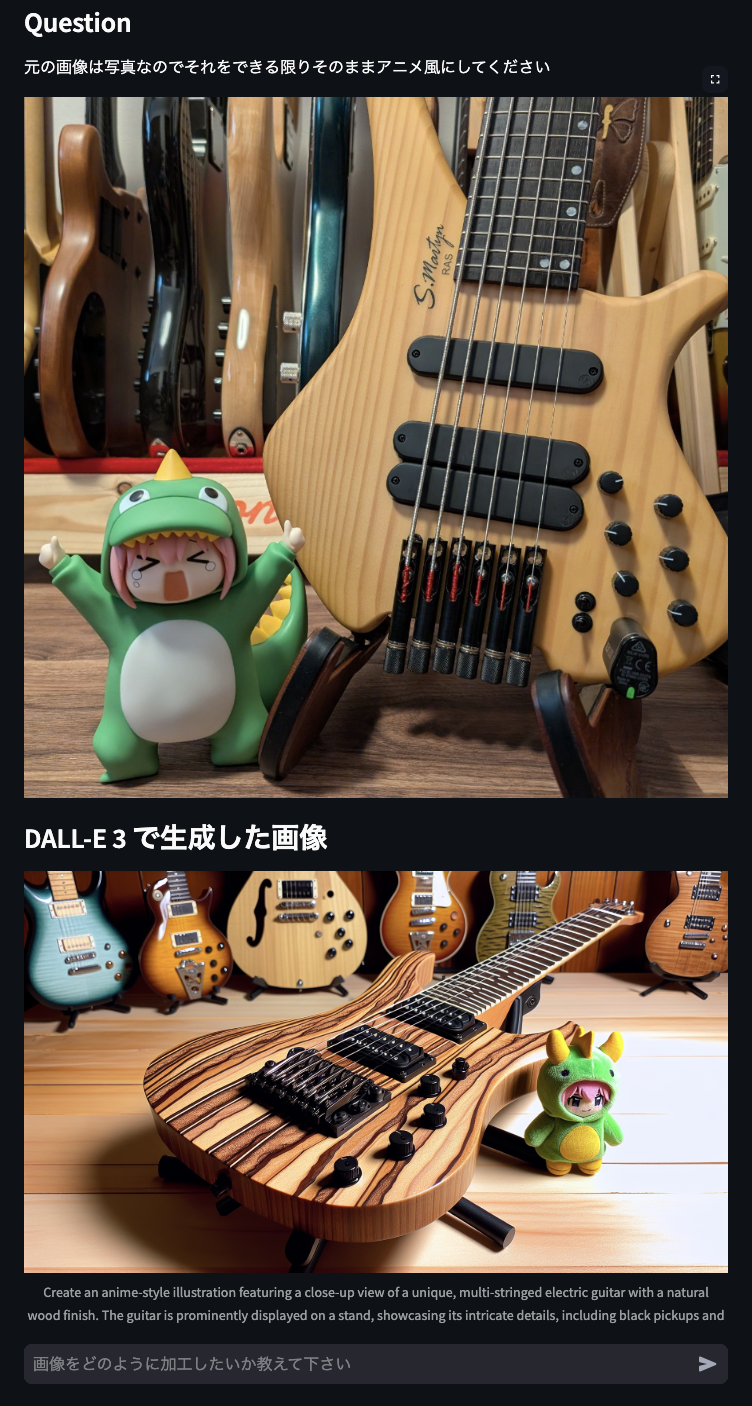 Question
元の画像は写真なのでそれをできる限りそのままアニメ風にしてください
S.Martyn
RAS
on
DALL-E 3 で生成した画像
Create an anime-style illustration featuring a close-up view of a unique, multi-stringed electric guitar with a natural
wood finish. The guitar is prominently displayed on a stand, showcasing its intricate details, including black pickups and
画像をどのように加工したいか教えて下さい